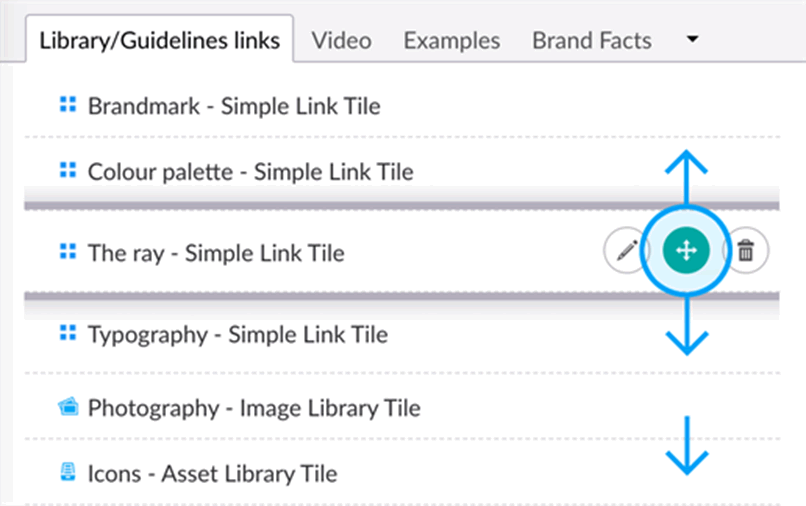 Library/Guidelines links Video Examples Brand Facts
Brandmark - Simple Link Tile
Colour palette - Simple Link Tile
The ray - Simple Link Tile
Typography - Simple Link Tile
Photography - Image Library Tile
Icons - Asset Library Tile